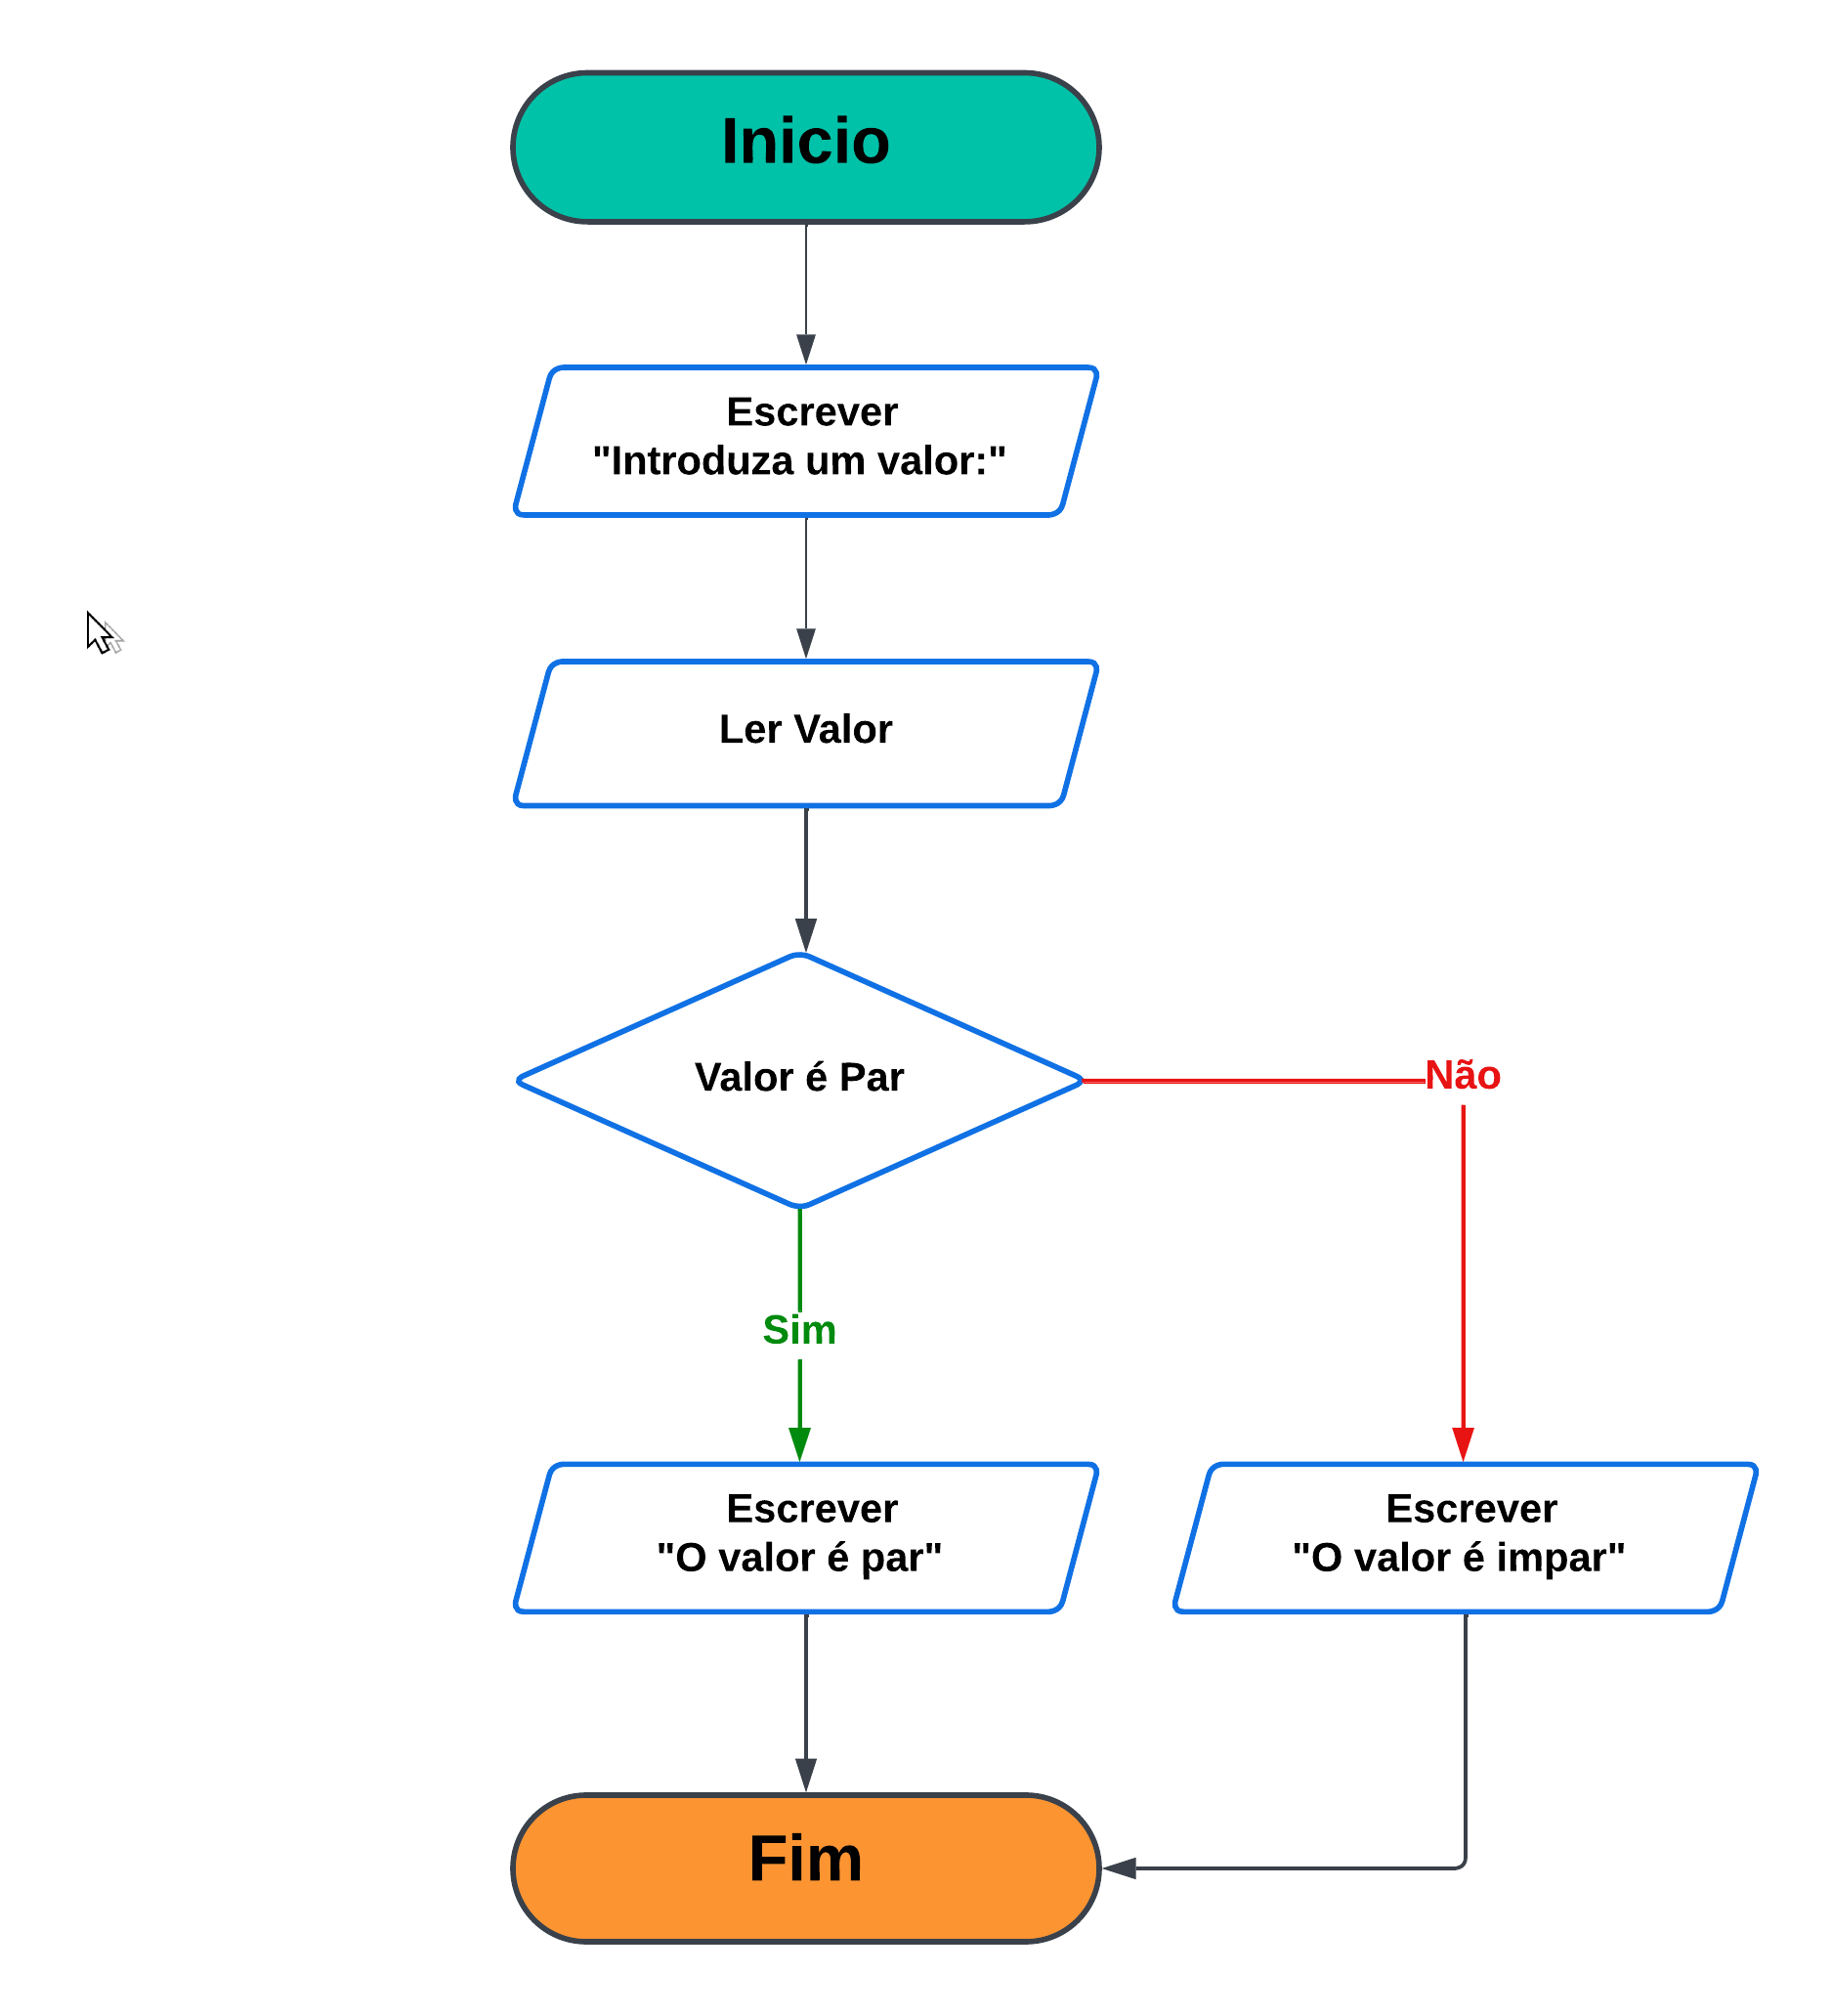 Inicio
Escrever
"Introduza um valor:"
Ler Valor
Valor é Par
Não
Sim
Escrever
"O valor é par"
Escrever
"O valor é impar"
Fim